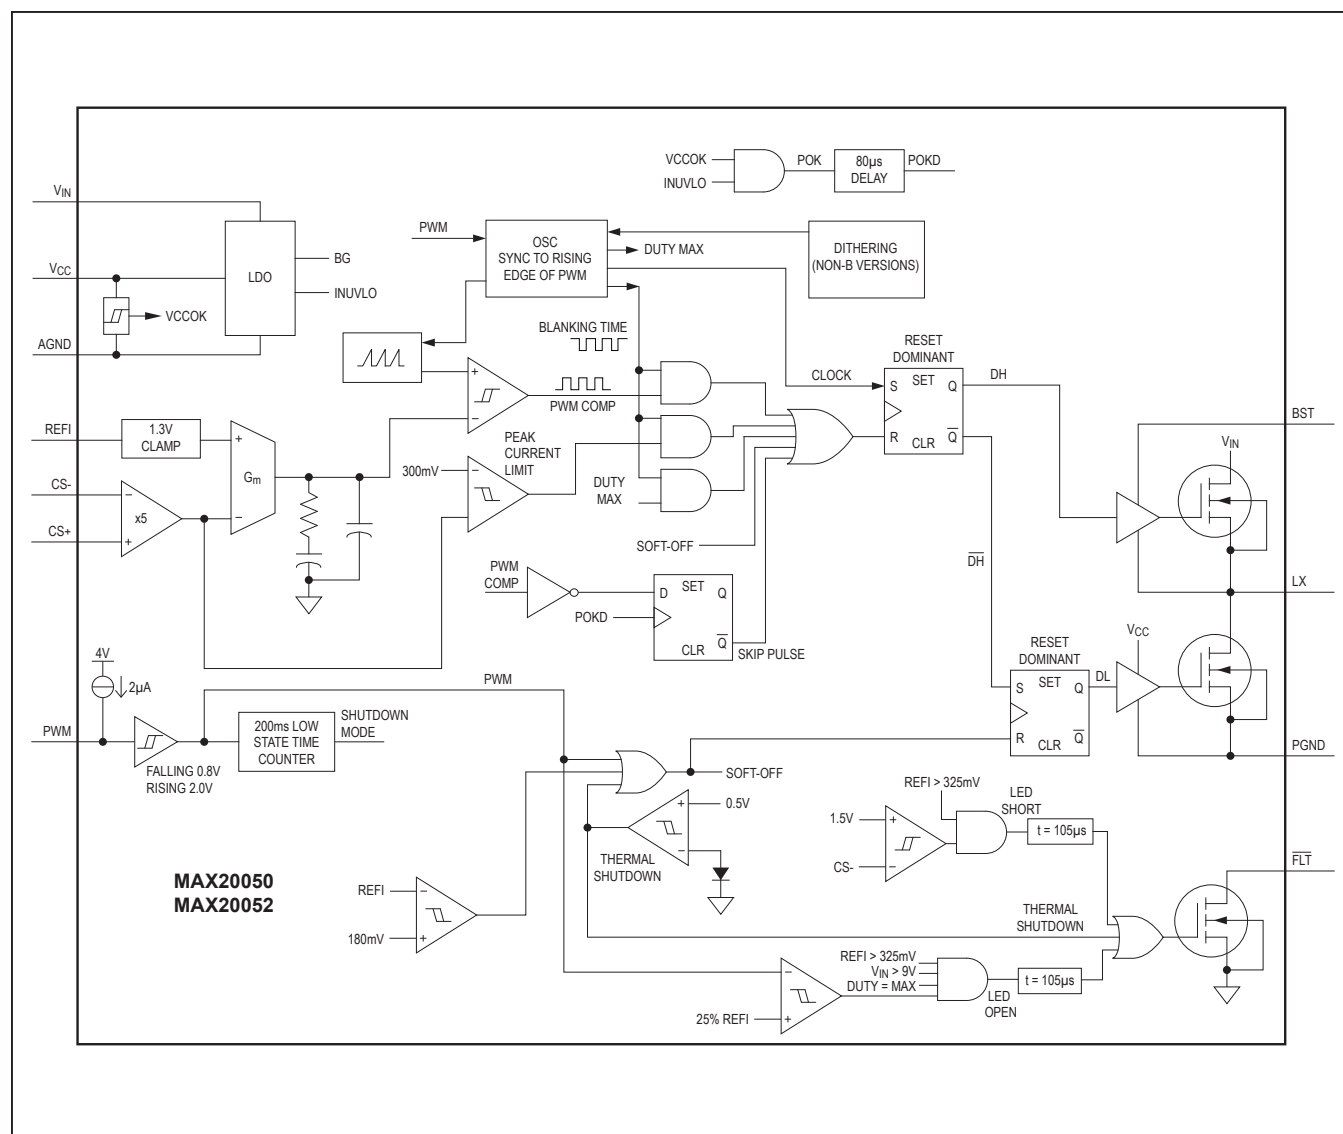 VCCOK
INUVLO
POK
80µs
DELAY
POKD
VIN
VCC
AGND
LDO
BG
INUVLO
VCCOK
PWM
OSC
SYNC TO RISING
EDGE OF PWM
DUTY MAX
DITHERING
(NON-B VERSIONS)
BLANKING TIME
+
−
PWM COMP
CLOCK
RESET
DOMINANT
S
SET
Q
R
CLR
Q̅
DH
REFI
1.3V
CLAMP
+
Gm
−
CS-
CS+
−
x5
+
300mV
−
+
PEAK
CURRENT
LIMIT
DUTY
MAX
SOFT-OFF
PWM
COMP
POKD
D
SET
Q
CLR
Q̅
SKIP PULSE
D̅H̅
BST
VIN
LX
VCC
PGND
RESET
DOMINANT
S
SET
Q
R
CLR
Q̅
DL
4V
2µA
PWM
FALLING 0.8V
RISING 2.0V
200ms LOW
STATE TIME
COUNTER
SHUTDOWN
MODE
PWM
SOFT-OFF
+
−
0.5V
THERMAL
SHUTDOWN
REFI
180mV
−
+
MAX20050
MAX20052
REFI > 325mV
LED
SHORT
1.5V
CS-
+
−
t = 105µs
F̅L̅T̅
THERMAL
SHUTDOWN
REFI > 325mV
VIN > 9V
DUTY = MAX
25% REFI
−
+
LED
OPEN
t = 105µs